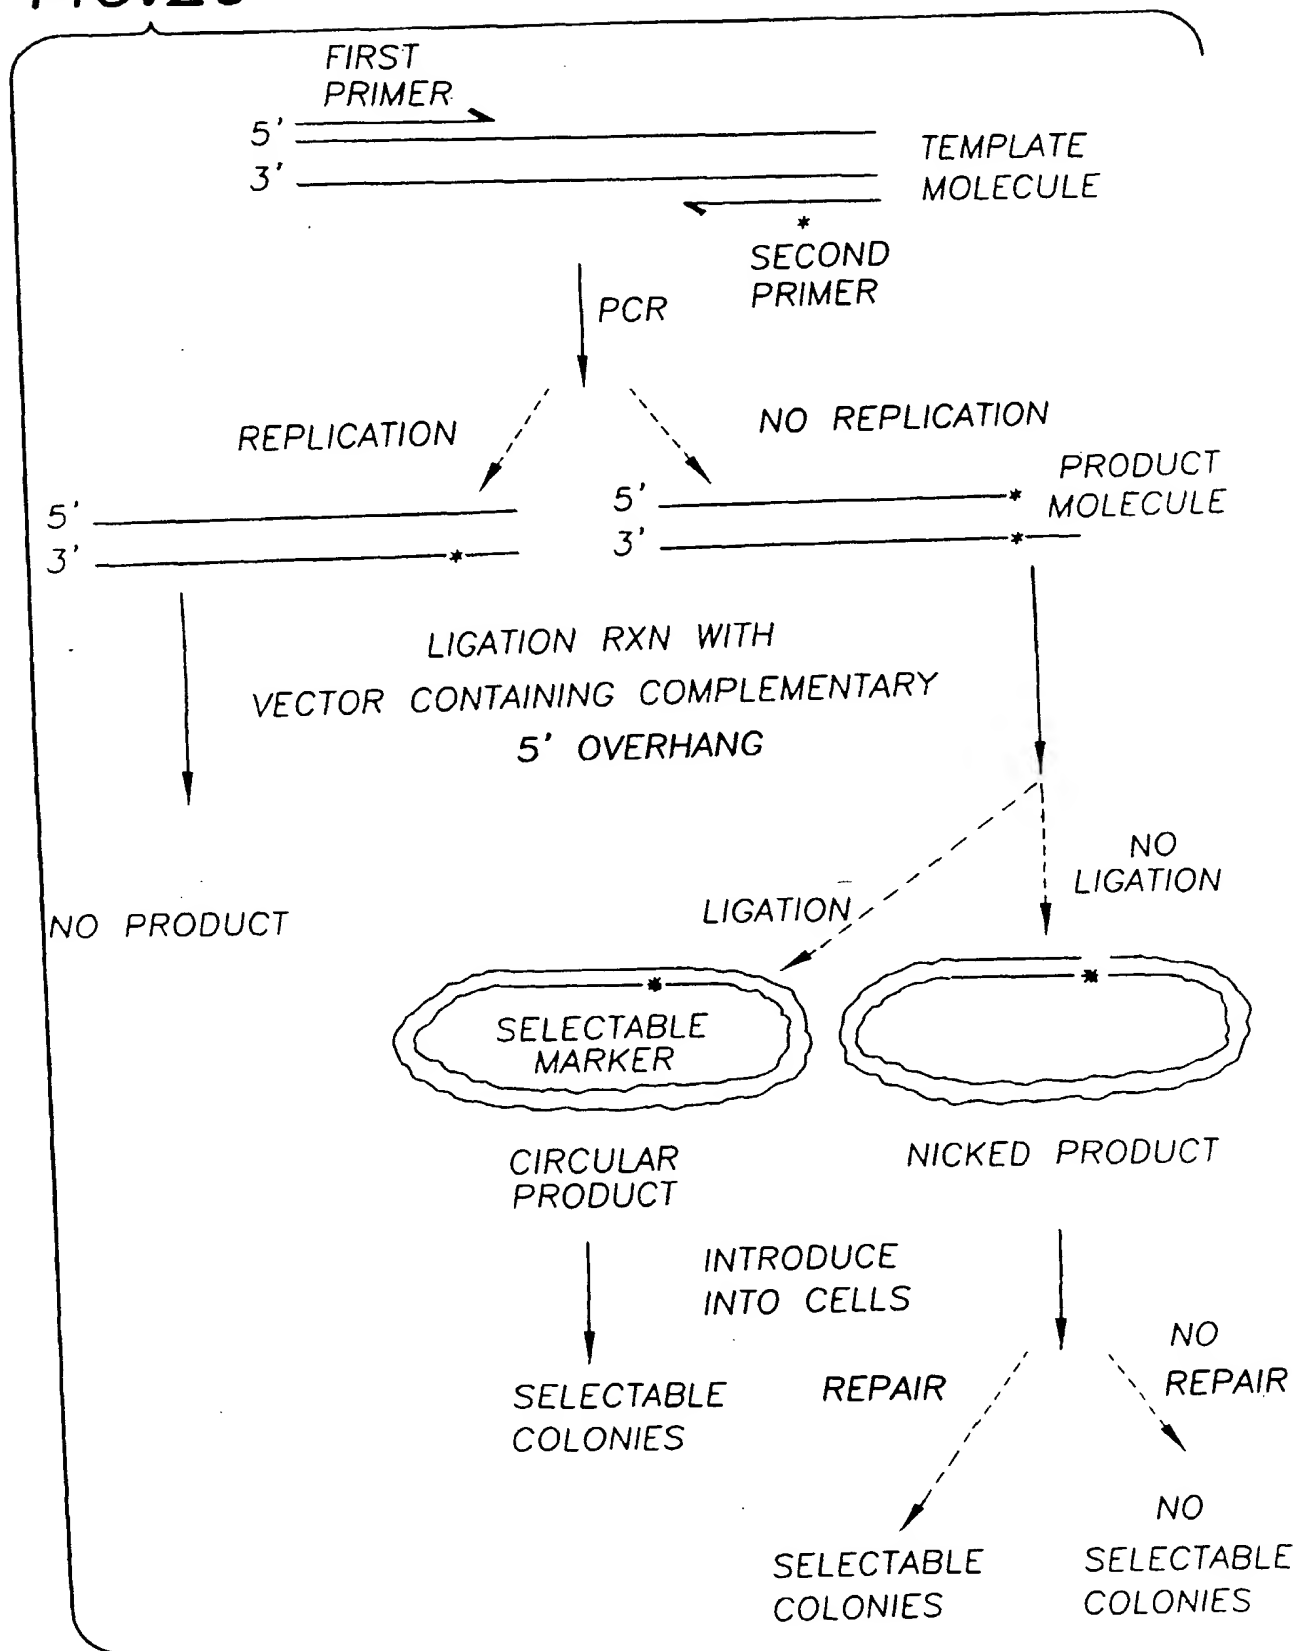 FIRST
PRIMER
5'
3'
TEMPLATE
MOLECULE
*
SECOND
PRIMER
PCR
REPLICATION
NO REPLICATION
PRODUCT
MOLECULE
5'
*
3'
*
5'
3'
*
LIGATION RXN WITH
VECTOR CONTAINING COMPLEMENTARY
5' OVERHANG
NO
LIGATION
LIGATION
NO PRODUCT
*
*
SELECTABLE
MARKER
CIRCULAR
PRODUCT
NICKED PRODUCT
INTRODUCE
INTO CELLS
NO
REPAIR
REPAIR
SELECTABLE
COLONIES
SELECTABLE
COLONIES
NO
SELECTABLE
COLONIES